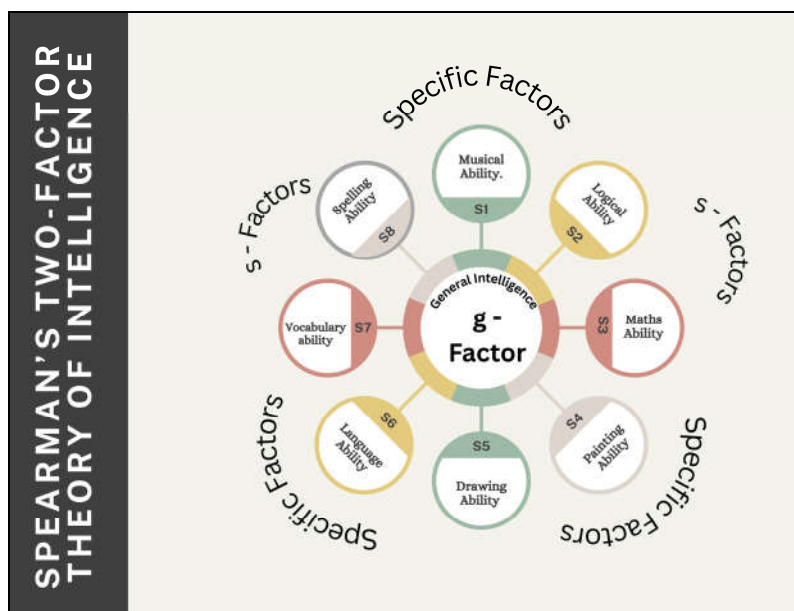 SPEARMAN'S TWO-FACTOR
THEORY OF INTELLIGENCE
Specific Factors
Musical
Ability.
S1
Logical
Ability
S2
s - Factors
Maths
Ability
S3
Painting
Ability
S4
Specific Factors
S5
Drawing
Ability
S6
Language
Ability
Specific Factors
Vocabulary
ability
S7
Spelling
Ability
S8
s - Factors
General Intelligence
g -
Factor